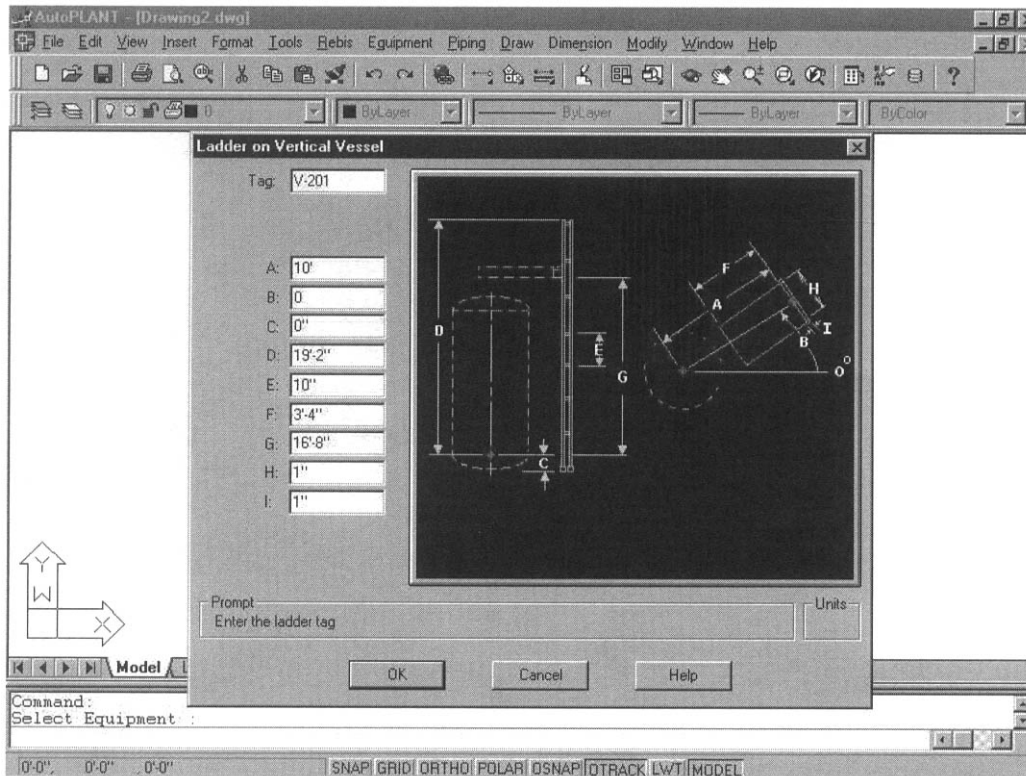 AutoPLANT - [Drawing2.dwg]
File Edit View Insert Format Tools Rebis Equipment Piping Draw Dimension Modify Window Help
0 ByLayer ByLayer ByLayer ByColor
Ladder on Vertical Vessel
Tag: V-201
A: 10'
B: 0
C: 0"
D: 19'-2"
E: 10"
F: 3'-4"
G: 16'-8"
H: 1"
I: 1"
D
E
G
C
F
A
H
I
B
0°
Prompt
Enter the ladder tag
Units
OK Cancel Help
Y
W
X
Model L
Command:
Select Equipment :
0'-0", 0'-0" , 0'-0" SNAP GRID ORTHO POLAR OSNAP OTRACK LWT MODEL